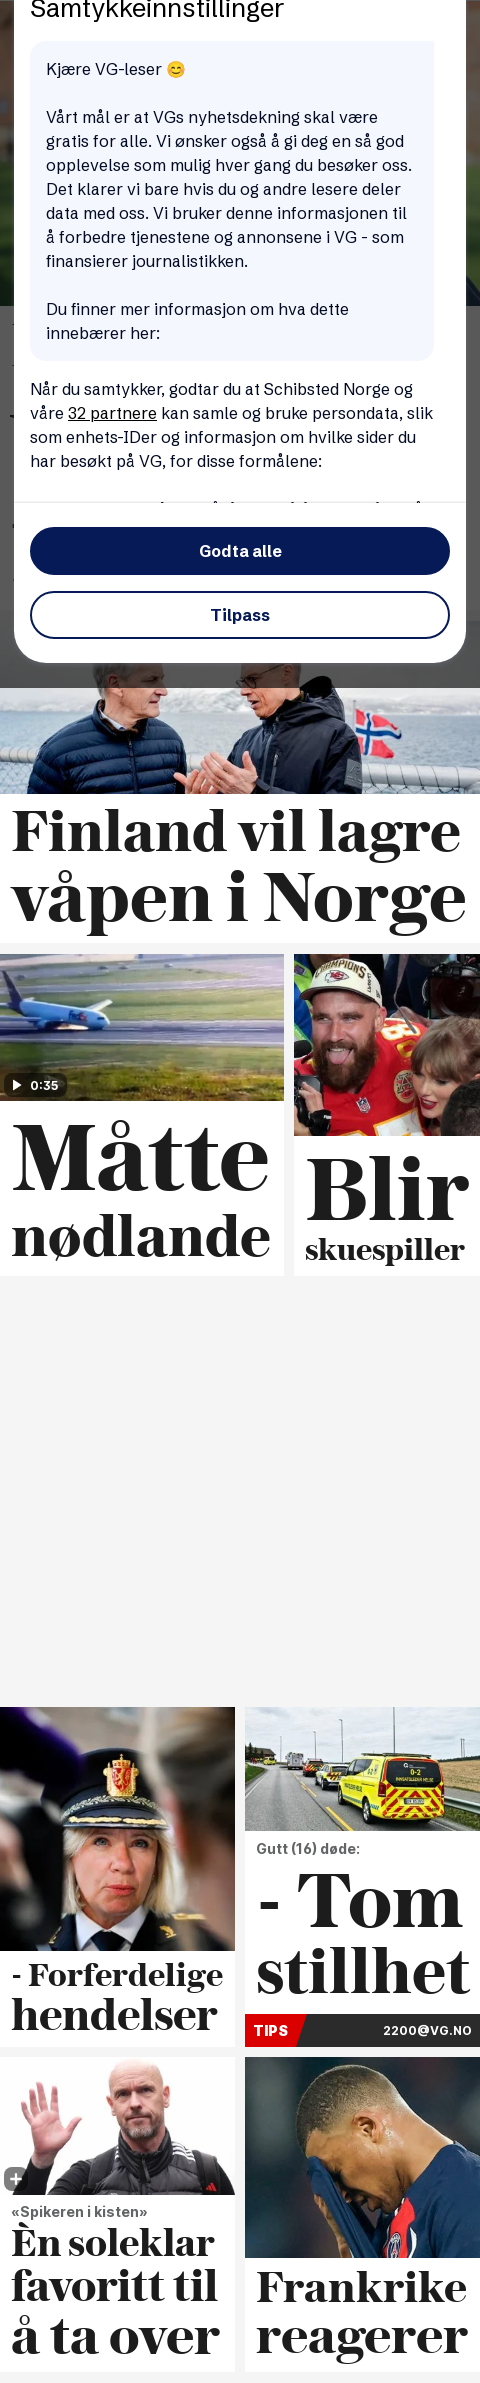 Samtykkeinnstillinger
Kjære VG-leser 😊
Vårt mål er at VGs nyhetsdekning skal være
gratis for alle. Vi ønsker også å gi deg en så god
opplevelse som mulig hver gang du besøker oss.
Det klarer vi bare hvis du og andre lesere deler
data med oss. Vi bruker denne informasjonen til
å forbedre tjenestene og annonsene i VG - som
finansierer journalistikken.
Du finner mer informasjon om hva dette
innebærer her:
Når du samtykker, godtar du at Schibsted Norge og
våre 32 partnere kan samle og bruke persondata, slik
som enhets-IDer og informasjon om hvilke sider du
har besøkt på VG, for disse formålene:
Godta alle
Tilpass
Finland vil lagre
våpen i Norge
0:35
CHAMPIONS
Måtte
nødlande
Blir
skuespiller
- Forferdelige
hendelser
0-2
Gutt (16) døde:
- Tom
stillhet
TIPS
2200@VG.NO
«Spikeren i kisten»
Èn soleklar
favoritt til
å ta over
Frankrike
reagerer